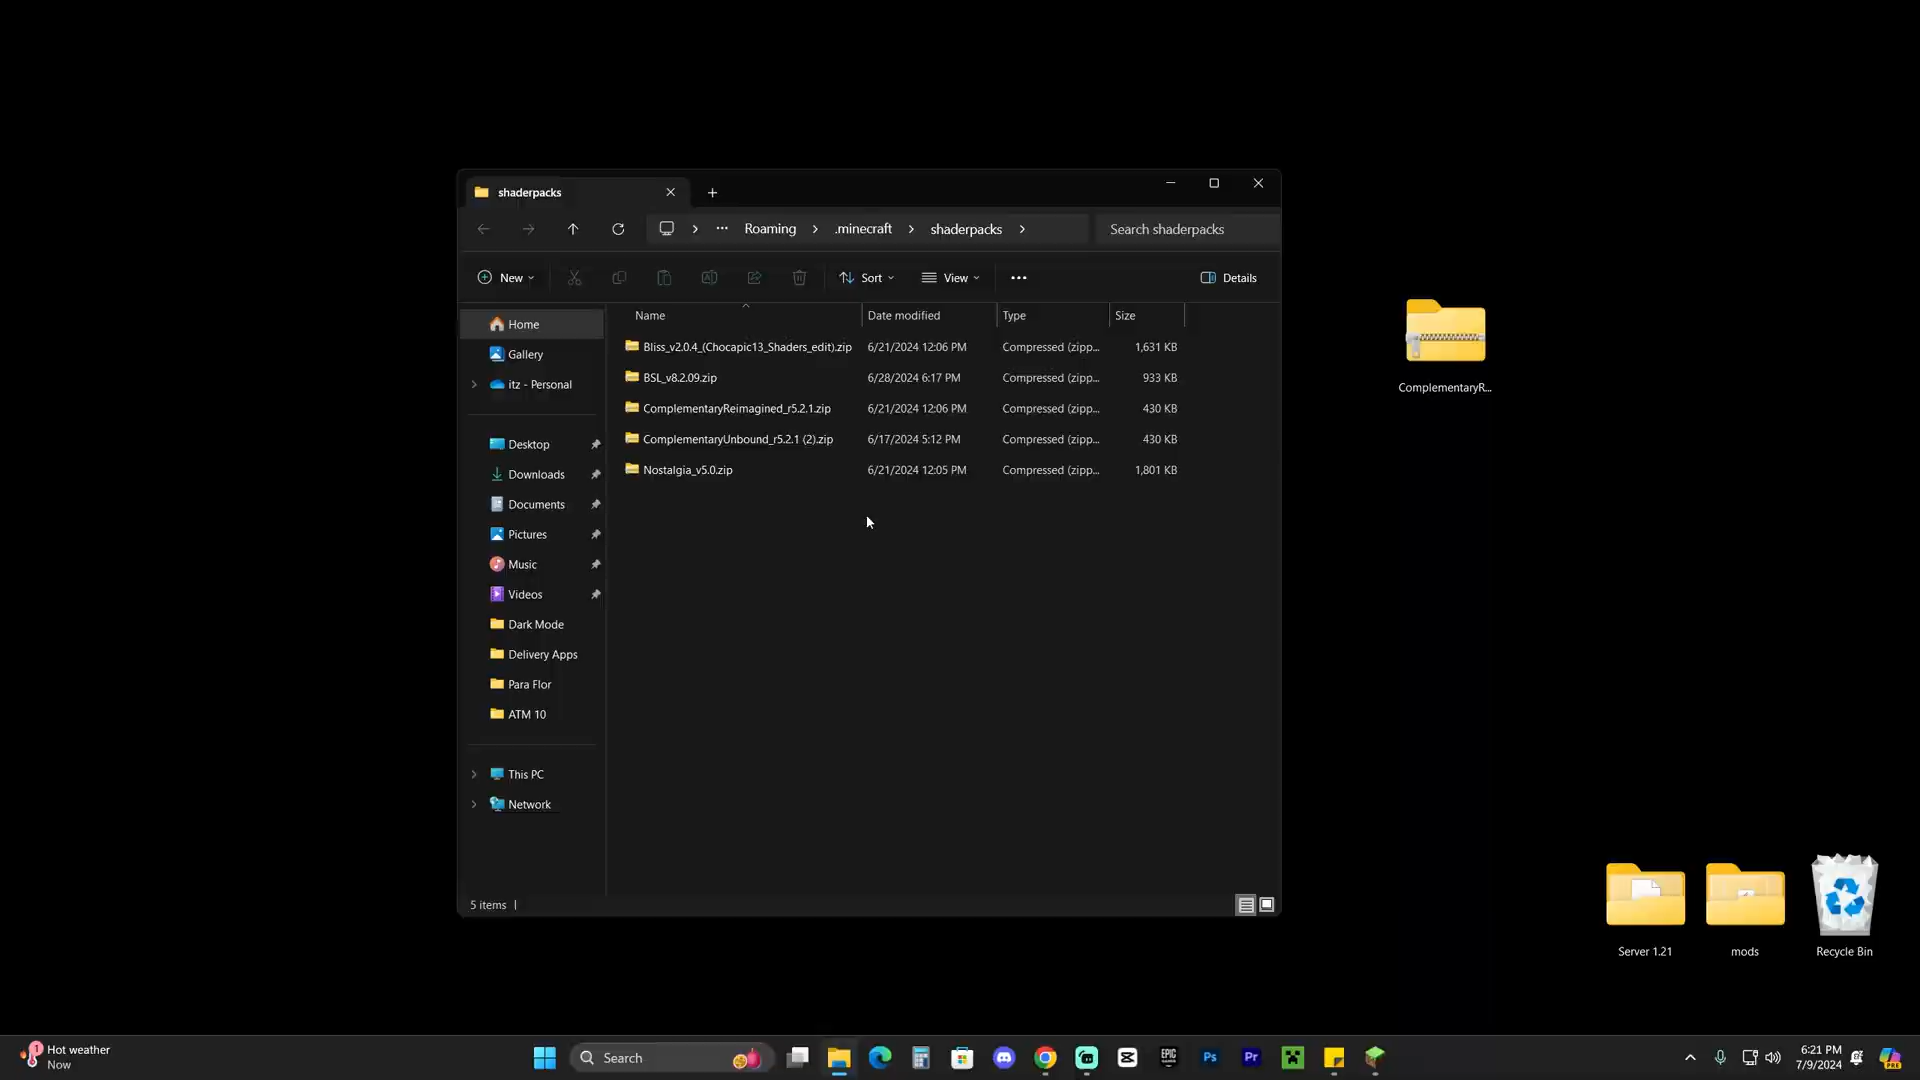 shaderpacks
Roaming
.minecraft
shaderpacks
Search shaderpacks
New
Sort
View
Details
Name
Date modified
Type
Size
Home
Gallery
itz - Personal
Desktop
Downloads
Documents
Pictures
Music
Videos
Dark Mode
Delivery Apps
Para Flor
ATM 10
This PC
Network
Bliss_v2.0.4_(Chocapic13_Shaders_edit).zip 6/21/2024 12:06 PM Compressed (zipp... 1,631 KB
BSL_v8.2.09.zip 6/28/2024 6:17 PM Compressed (zipp... 933 KB
ComplementaryReimagined_r5.2.1.zip 6/21/2024 12:06 PM Compressed (zipp... 430 KB
ComplementaryUnbound_r5.2.1 (2).zip 6/17/2024 5:12 PM Compressed (zipp... 430 KB
Nostalgia_v5.0.zip 6/21/2024 12:05 PM Compressed (zipp... 1,801 KB
5 items
ComplementaryR...
Server 1.21
mods
Recycle Bin
1
Hot weather
Now
Search
EPIC
GAMES
Ps
Pr
6:21 PM
7/9/2024
PRE